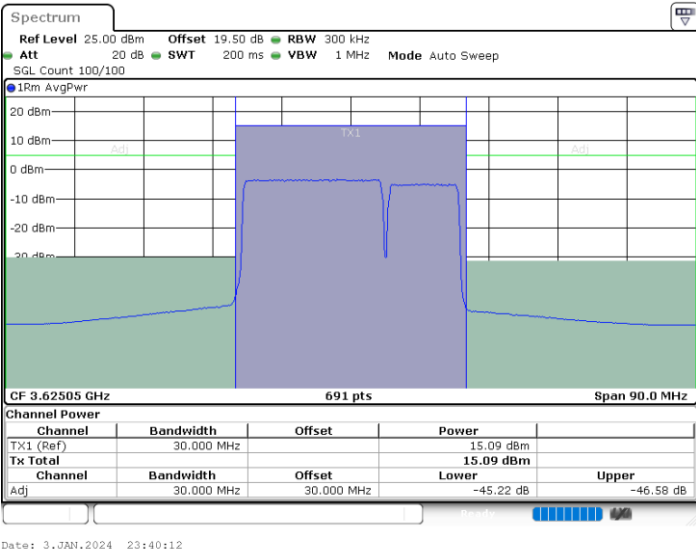 Spectrum
Ref Level 25.00 dBm Offset 19.50 dB RBW 300 kHz
Att 20 dB SWT 200 ms VBW 1 MHz Mode Auto Sweep
SGL Count 100/100
1Rm AvgPwr
20 dBm
TX1
10 dBm
Adj Adj
0 dBm
-10 dBm
-20 dBm
-30 dBm
CF 3.62505 GHz 691 pts Span 90.0 MHz
Channel Power
Channel Bandwidth Offset Power
TX1 (Ref) 30.000 MHz 15.09 dBm
Tx Total 15.09 dBm
Channel Bandwidth Offset Lower Upper
Adj 30.000 MHz 30.000 MHz -45.22 dB -46.58 dB
Ready
Date: 3.JAN.2024 23:40:12